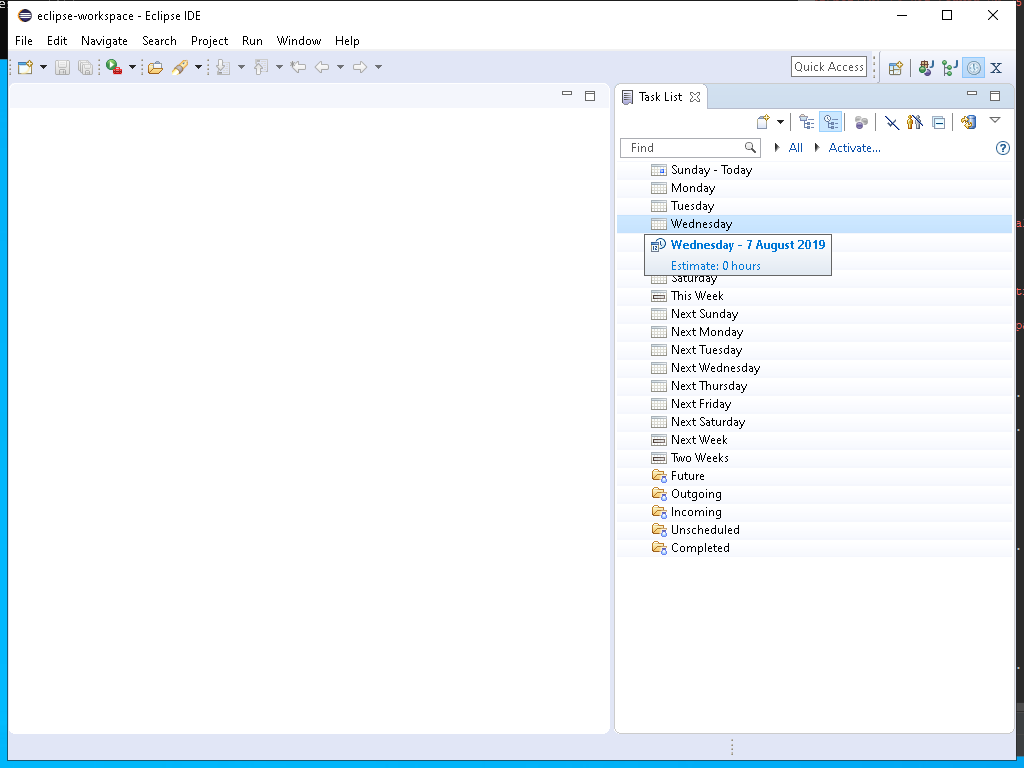 eclipse-workspace - Eclipse IDE
File Edit Navigate Search Project Run Window Help
Quick Access
Task List
Find All Activate...
Sunday - Today
Monday
Tuesday
Wednesday
Wednesday - 7 August 2019
Estimate: 0 hours
Saturday
This Week
Next Sunday
Next Monday
Next Tuesday
Next Wednesday
Next Thursday
Next Friday
Next Saturday
Next Week
Two Weeks
Future
Outgoing
Incoming
Unscheduled
Completed